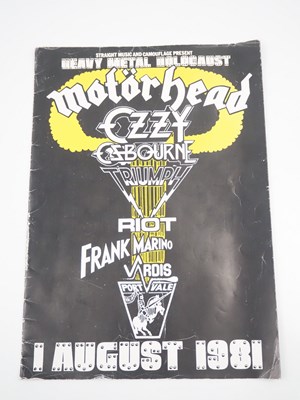 STRAIGHT MUSIC AND CAMOUFLAGE PRESENT
HEAVY METAL HOLOCAUST
motörhead
OZZY
OSBOURNE
TRIUMPH
RIOT
FRANK MARINO
VARDIS
PORT VALE
1 AUGUST 1981